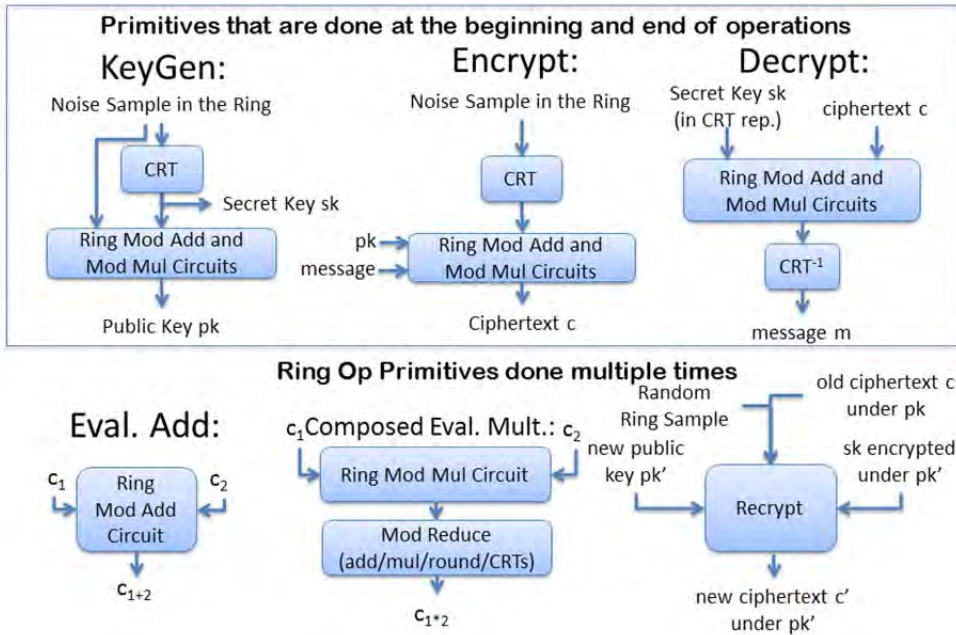 Primitives that are done at the beginning and end of operations
KeyGen:
Noise Sample in the Ring
CRT
Secret Key sk
Ring Mod Add and
Mod Mul Circuits
Public Key pk
Encrypt:
Noise Sample in the Ring
CRT
pk
message
Ring Mod Add and
Mod Mul Circuits
Ciphertext c
Decrypt:
Secret Key sk
(in CRT rep.)
ciphertext c
Ring Mod Add and
Mod Mul Circuits
CRT⁻¹
message m
Ring Op Primitives done multiple times
Eval. Add:
c₁
c₂
Ring
Mod Add
Circuit
c₁₊₂
c₁ Composed Eval. Mult.: c₂
Ring Mod Mul Circuit
Mod Reduce
(add/mul/round/CRTs)
c₁*₂
Random
Ring Sample
old ciphertext c
under pk
new public
key pk’
sk encrypted
under pk’
Recrypt
new ciphertext c’
under pk’